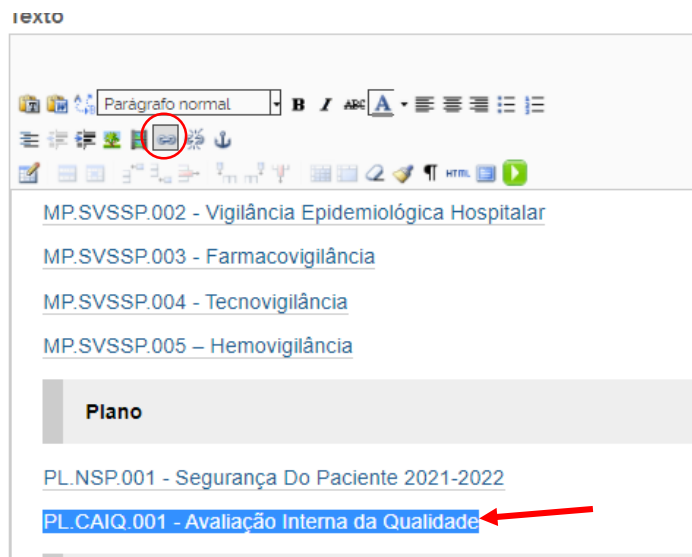 Texto
Parágrafo normal B I ABC A
HTML
MP.SVSSP.002 - Vigilância Epidemiológica Hospitalar
MP.SVSSP.003 - Farmacovigilância
MP.SVSSP.004 - Tecnovigilância
MP.SVSSP.005 – Hemovigilância
Plano
PL.NSP.001 - Segurança Do Paciente 2021-2022
PL.CAIQ.001 - Avaliação Interna da Qualidade